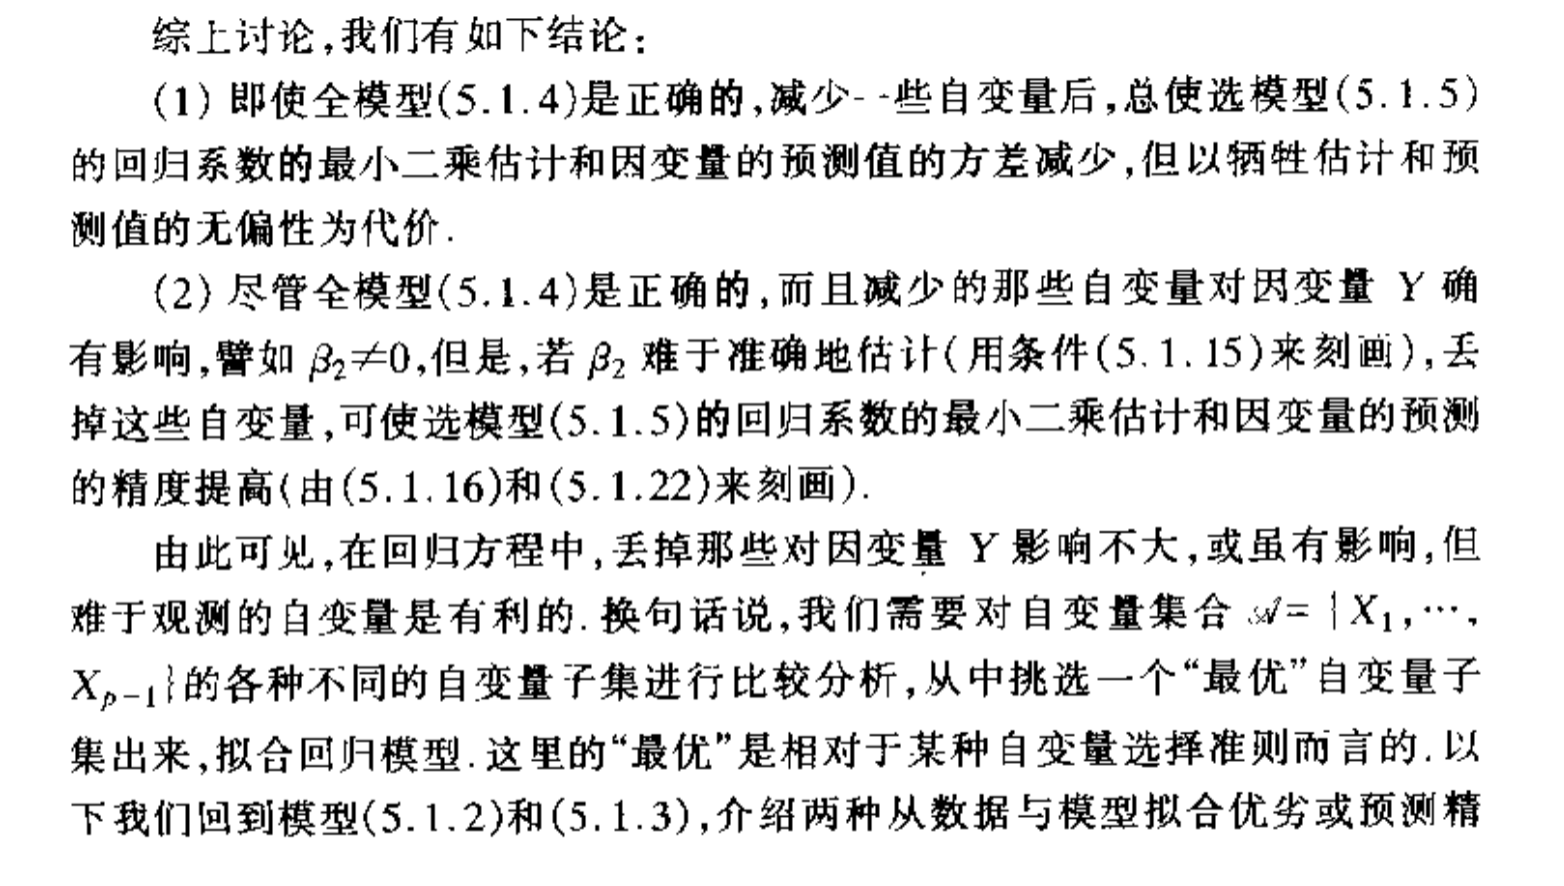 综上讨论,我们有如下结论:
(1) 即使全模型(5.1.4)是正确的,减少一些自变量后,总使选模型(5.1.5)
的回归系数的最小二乘估计和因变量的预测值的方差减少,但以牺牲估计和预
测值的无偏性为代价.
(2) 尽管全模型(5.1.4)是正确的,而且减少的那些自变量对因变量 Y 确
有影响,譬如 β₂≠0,但是,若 β₂ 难于准确地估计(用条件(5.1.15)来刻画),丢
掉这些自变量,可使选模型(5.1.5)的回归系数的最小二乘估计和因变量的预测
的精度提高(由(5.1.16)和(5.1.22)来刻画).
由此可见,在回归方程中,丢掉那些对因变量 Y 影响不大,或虽有影响,但
难于观测的自变量是有利的.换句话说,我们需要对自变量集合 𝒜={X₁,…,
Xₚ₋₁}的各种不同的自变量子集进行比较分析,从中挑选一个“最优”自变量子
集出来,拟合回归模型.这里的“最优”是相对于某种自变量选择准则而言的.以
下我们回到模型(5.1.2)和(5.1.3),介绍两种从数据与模型拟合优劣或预测精